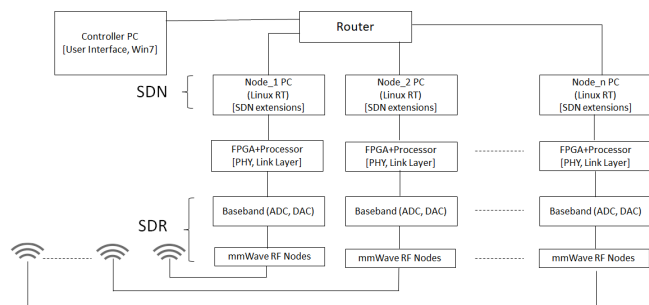 Controller PC
[User Interface, Win7]
Router
SDN
Node_1 PC
(Linux RT)
[SDN extensions]
Node_2 PC
(Linux RT)
[SDN extensions]
Node_n PC
(Linux RT)
[SDN extensions]
FPGA+Processor
[PHY, Link Layer]
FPGA+Processor
[PHY, Link Layer]
FPGA+Processor
[PHY, Link Layer]
SDR
Baseband (ADC, DAC)
Baseband (ADC, DAC)
Baseband (ADC, DAC)
mmWave RF Nodes
mmWave RF Nodes
mmWave RF Nodes